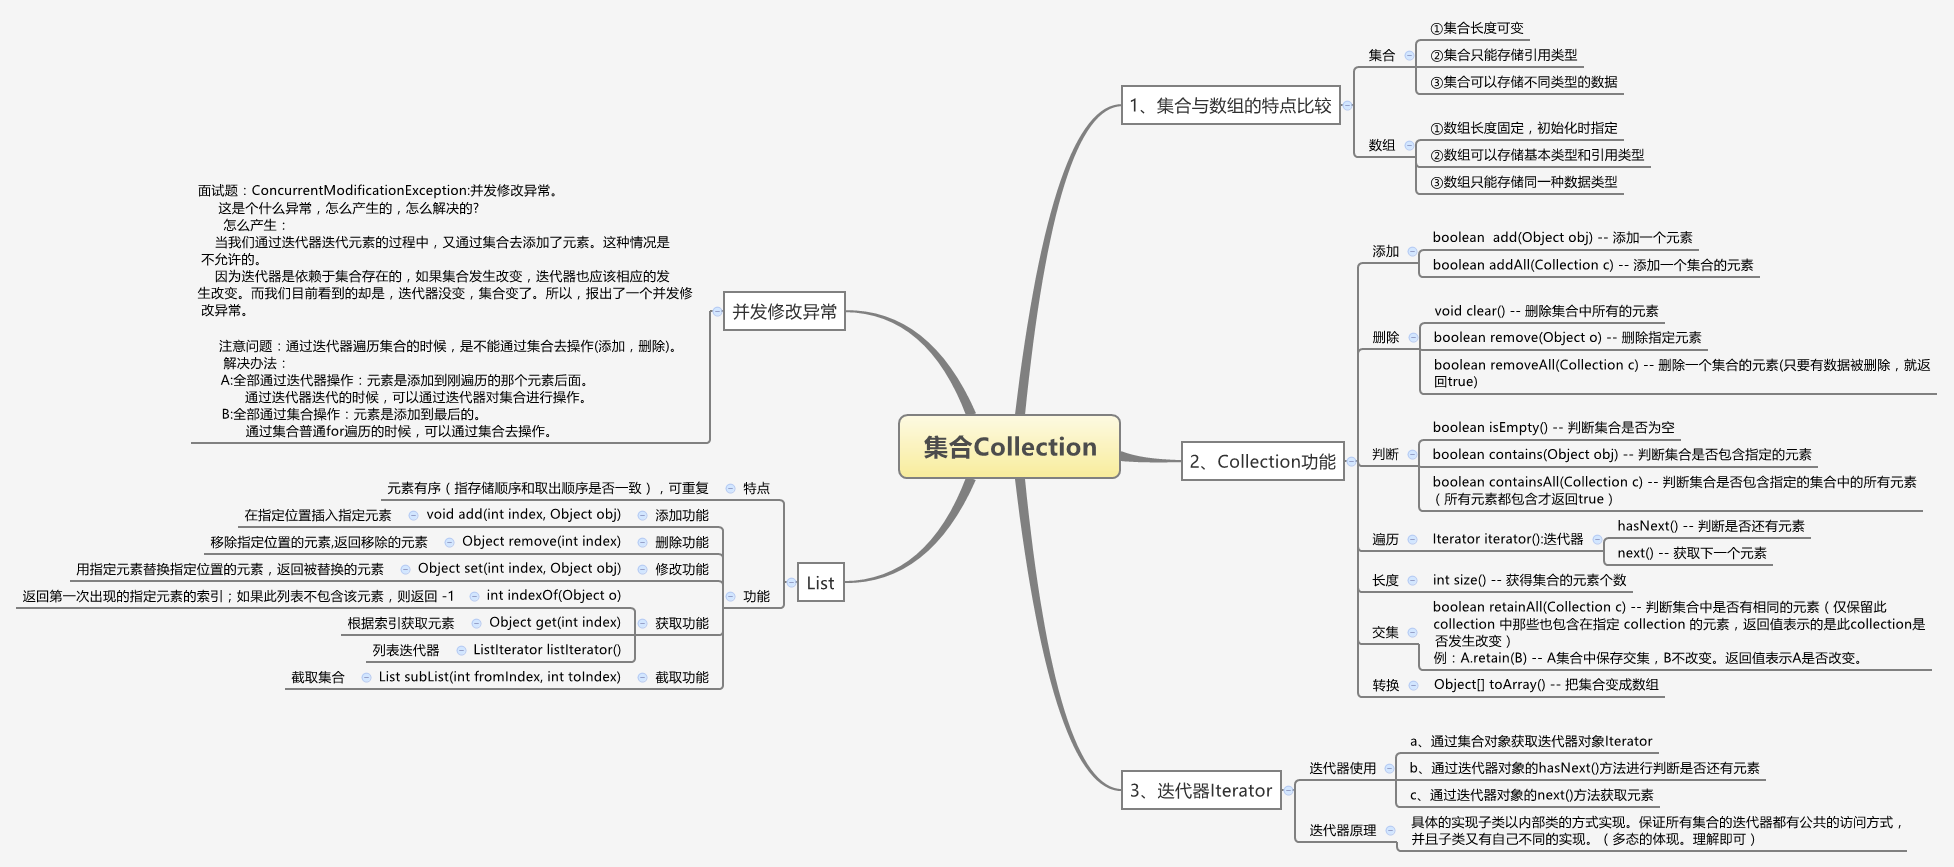 集合Collection
1、集合与数组的特点比较
集合
①集合长度可变
②集合只能存储引用类型
③集合可以存储不同类型的数据
数组
①数组长度固定，初始化时指定
②数组可以存储基本类型和引用类型
③数组只能存储同一种数据类型
2、Collection功能
添加
boolean  add(Object obj) -- 添加一个元素
boolean addAll(Collection c) -- 添加一个集合的元素
删除
void clear() -- 删除集合中所有的元素
boolean remove(Object o) -- 删除指定元素
boolean removeAll(Collection c) -- 删除一个集合的元素(只要有数据被删除，就返
回true)
判断
boolean isEmpty() -- 判断集合是否为空
boolean contains(Object obj) -- 判断集合是否包含指定的元素
boolean containsAll(Collection c) -- 判断集合是否包含指定的集合中的所有元素
（所有元素都包含才返回true）
遍历
Iterator iterator():迭代器
hasNext() -- 判断是否还有元素
next() -- 获取下一个元素
长度
int size() -- 获得集合的元素个数
交集
boolean retainAll(Collection c) -- 判断集合中是否有相同的元素（仅保留此
collection 中那些也包含在指定 collection 的元素，返回值表示的是此collection是
否发生改变）
例：A.retain(B) -- A集合中保存交集，B不改变。返回值表示A是否改变。
转换
Object[] toArray() -- 把集合变成数组
3、迭代器Iterator
迭代器使用
a、通过集合对象获取迭代器对象Iterator
b、通过迭代器对象的hasNext()方法进行判断是否还有元素
c、通过迭代器对象的next()方法获取元素
迭代器原理
具体的实现子类以内部类的方式实现。保证所有集合的迭代器都有公共的访问方式，
并且子类又有自己不同的实现。（多态的体现。理解即可）
并发修改异常
面试题：ConcurrentModificationException:并发修改异常。
这是个什么异常，怎么产生的，怎么解决的?
怎么产生：
当我们通过迭代器迭代元素的过程中，又通过集合去添加了元素。这种情况是
不允许的。
因为迭代器是依赖于集合存在的，如果集合发生改变，迭代器也应该相应的发
生改变。而我们目前看到的却是，迭代器没变，集合变了。所以，报出了一个并发修
改异常。
注意问题：通过迭代器遍历集合的时候，是不能通过集合去操作(添加，删除)。
解决办法：
A:全部通过迭代器操作：元素是添加到刚遍历的那个元素后面。
通过迭代器迭代的时候，可以通过迭代器对集合进行操作。
B:全部通过集合操作：元素是添加到最后的。
通过集合普通for遍历的时候，可以通过集合去操作。
List
特点
元素有序（指存储顺序和取出顺序是否一致），可重复
功能
添加功能
void add(int index, Object obj)
在指定位置插入指定元素
删除功能
Object remove(int index)
移除指定位置的元素,返回移除的元素
修改功能
Object set(int index, Object obj)
用指定元素替换指定位置的元素，返回被替换的元素
获取功能
int indexOf(Object o)
返回第一次出现的指定元素的索引；如果此列表不包含该元素，则返回 -1
Object get(int index)
根据索引获取元素
ListIterator listIterator()
列表迭代器
截取功能
List subList(int fromIndex, int toIndex)
截取集合